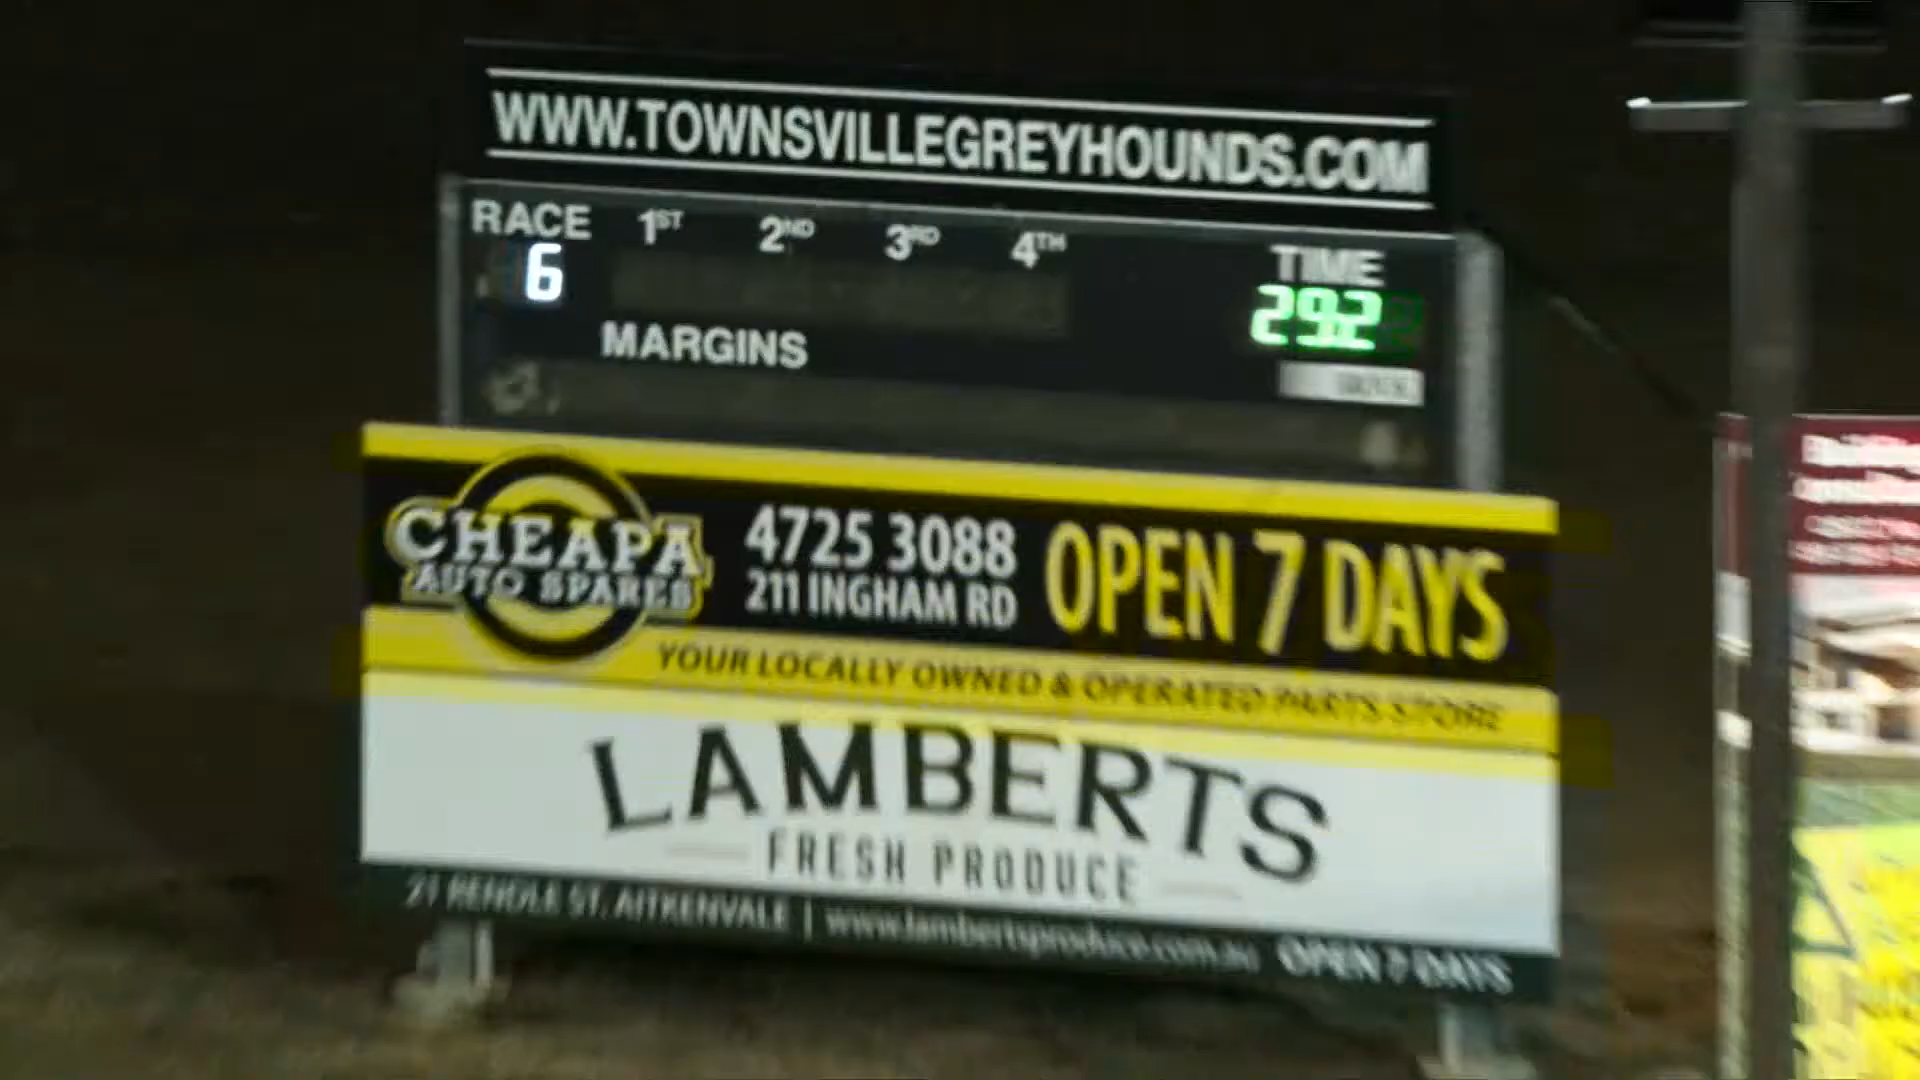 WWW.TOWNSVILLEGREYHOUNDS.COM
RACE 1ST 2ND 3RD 4TH TIME
6 29.2
MARGINS
CHEAPA
AUTO SPARES
4725 3088
211 INGHAM RD
OPEN 7 DAYS
YOUR LOCALLY OWNED & OPERATED PARTS STORE
LAMBERTS
FRESH PRODUCE
ST. AITKENVALE | www.lambertsproduce.com.au OPEN 7 DAYS